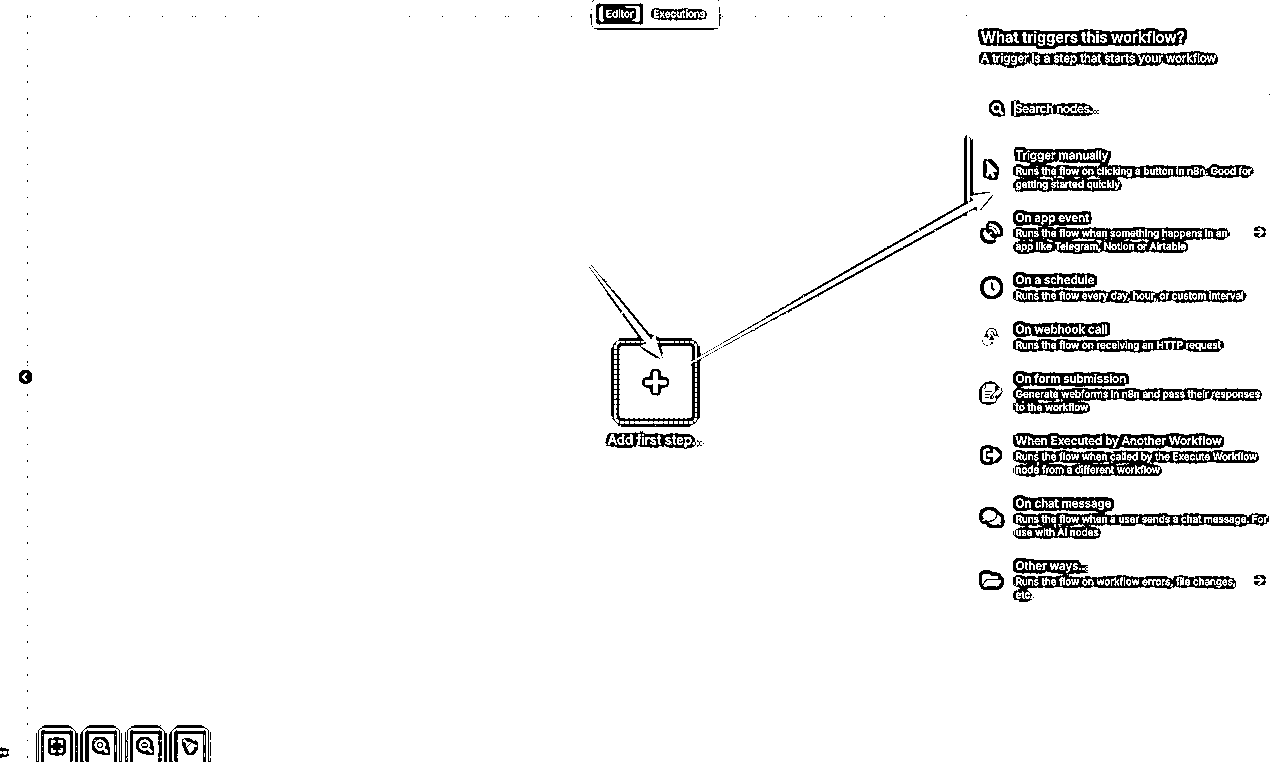 Editor Executions
What triggers this workflow?
A trigger is a step that starts your workflow
Search nodes...
Trigger manually
Runs the flow on clicking a button in n8n. Good for
getting started quickly
On app event
Runs the flow when something happens in an
app like Telegram, Notion or Airtable
On a schedule
Runs the flow every day, hour, or custom interval
On webhook call
Runs the flow on receiving an HTTP request
On form submission
Generate webforms in n8n and pass their responses
to the workflow
When Executed by Another Workflow
Runs the flow when called by the Execute Workflow
node from a different workflow
Add first step...
On chat message
Runs the flow when a user sends a chat message. For
use with AI nodes
Other ways...
Runs the flow on workflow errors, file changes,
etc.